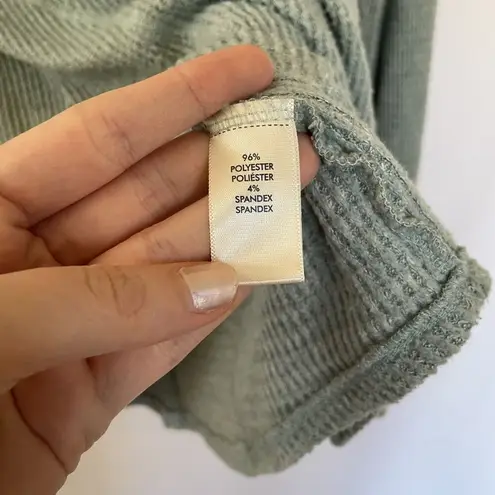 96%
POLYESTER
POLIÉSTER
4%
SPANDEX
SPANDEX